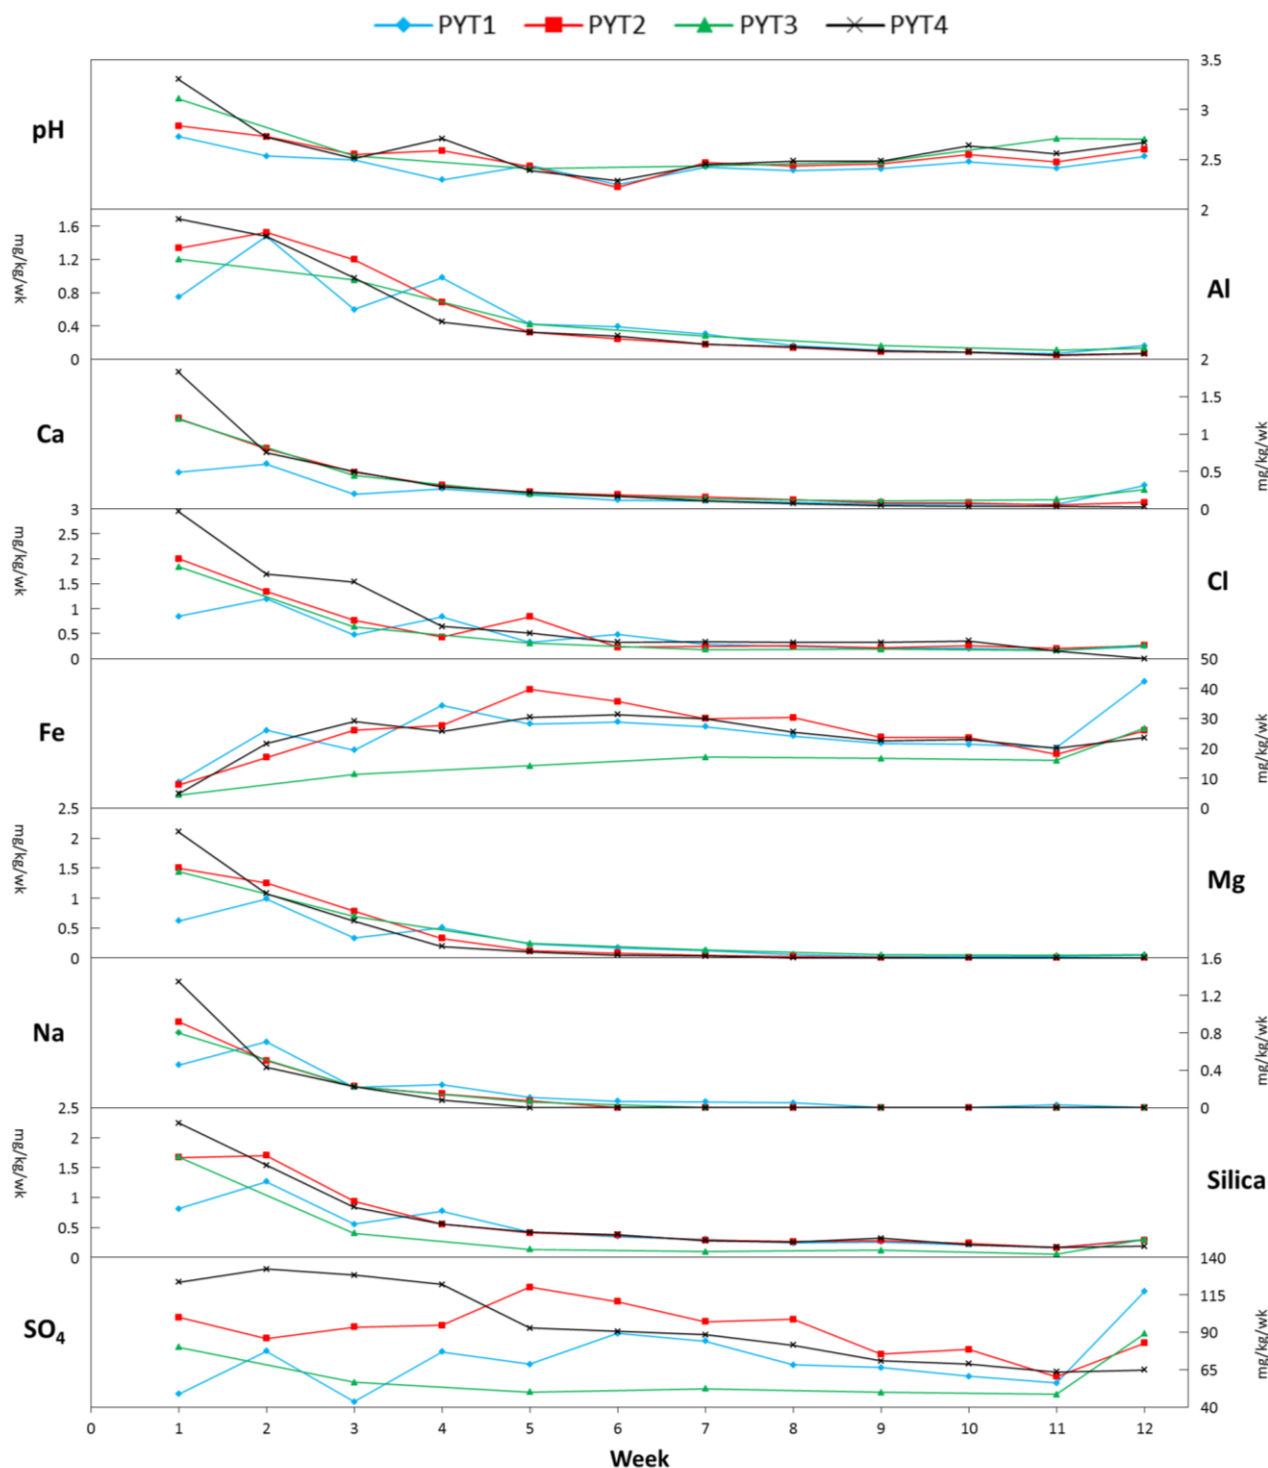 PYT1 PYT2 PYT3 PYT4
pH
3.5
3
2.5
2
mg/kg/wk
1.6
1.2
0.8
0.4
0
Al
Ca
2
1.5
1
0.5
0
mg/kg/wk
mg/kg/wk
3
2.5
2
1.5
1
0.5
0
Cl
Fe
50
40
30
20
10
0
mg/kg/wk
mg/kg/wk
2.5
2
1.5
1
0.5
0
Mg
Na
1.6
1.2
0.8
0.4
0
mg/kg/wk
mg/kg/wk
2.5
2
1.5
1
0.5
0
Silica
SO₄
140
115
90
65
40
mg/kg/wk
0 1 2 3 4 5 6 7 8 9 10 11 12
Week